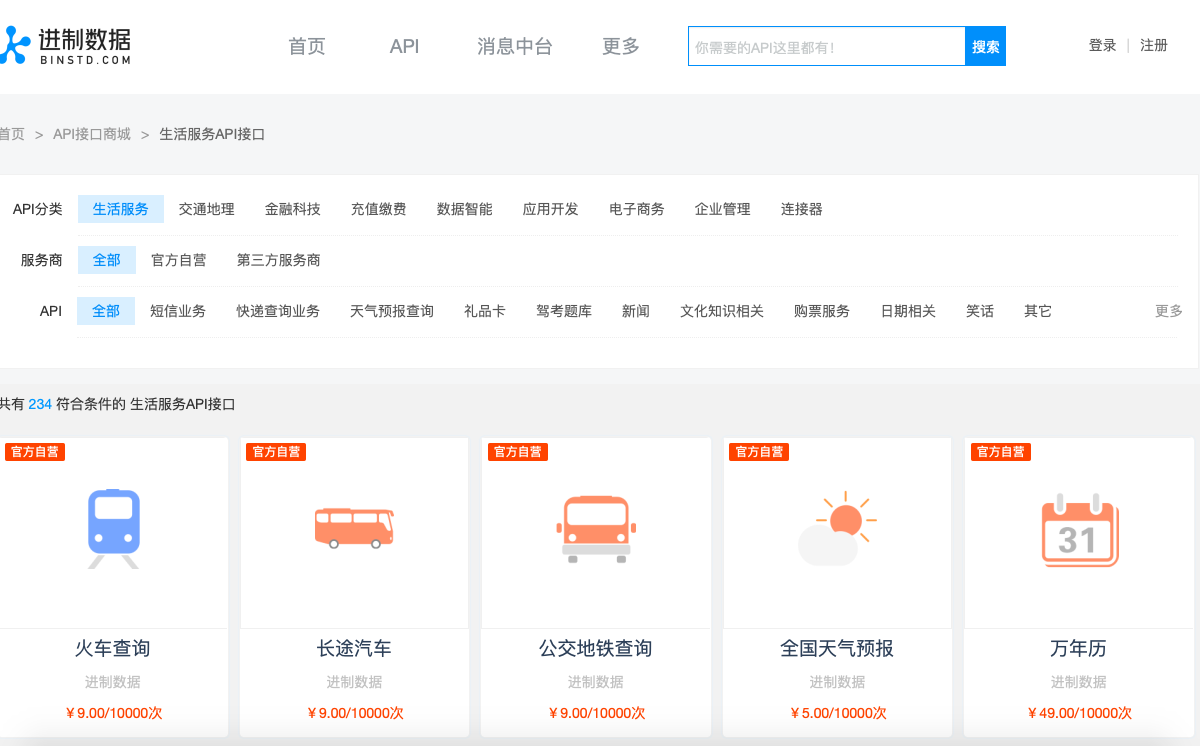 进制数据
BINSTD.COM
首页 API 消息中台 更多
你需要的API这里都有!
搜索
登录 | 注册
首页 > API接口商城 > 生活服务API接口
API分类 生活服务 交通地理 金融科技 充值缴费 数据智能 应用开发 电子商务 企业管理 连接器
服务商 全部 官方自营 第三方服务商
API 全部 短信业务 快递查询业务 天气预报查询 礼品卡 驾考题库 新闻 文化知识相关 购票服务 日期相关 笑话 其它 更多
共有 234 符合条件的 生活服务API接口
官方自营 官方自营 官方自营 官方自营 官方自营
31
火车查询 长途汽车 公交地铁查询 全国天气预报 万年历
进制数据 进制数据 进制数据 进制数据 进制数据
¥9.00/10000次 ¥9.00/10000次 ¥9.00/10000次 ¥5.00/10000次 ¥49.00/10000次